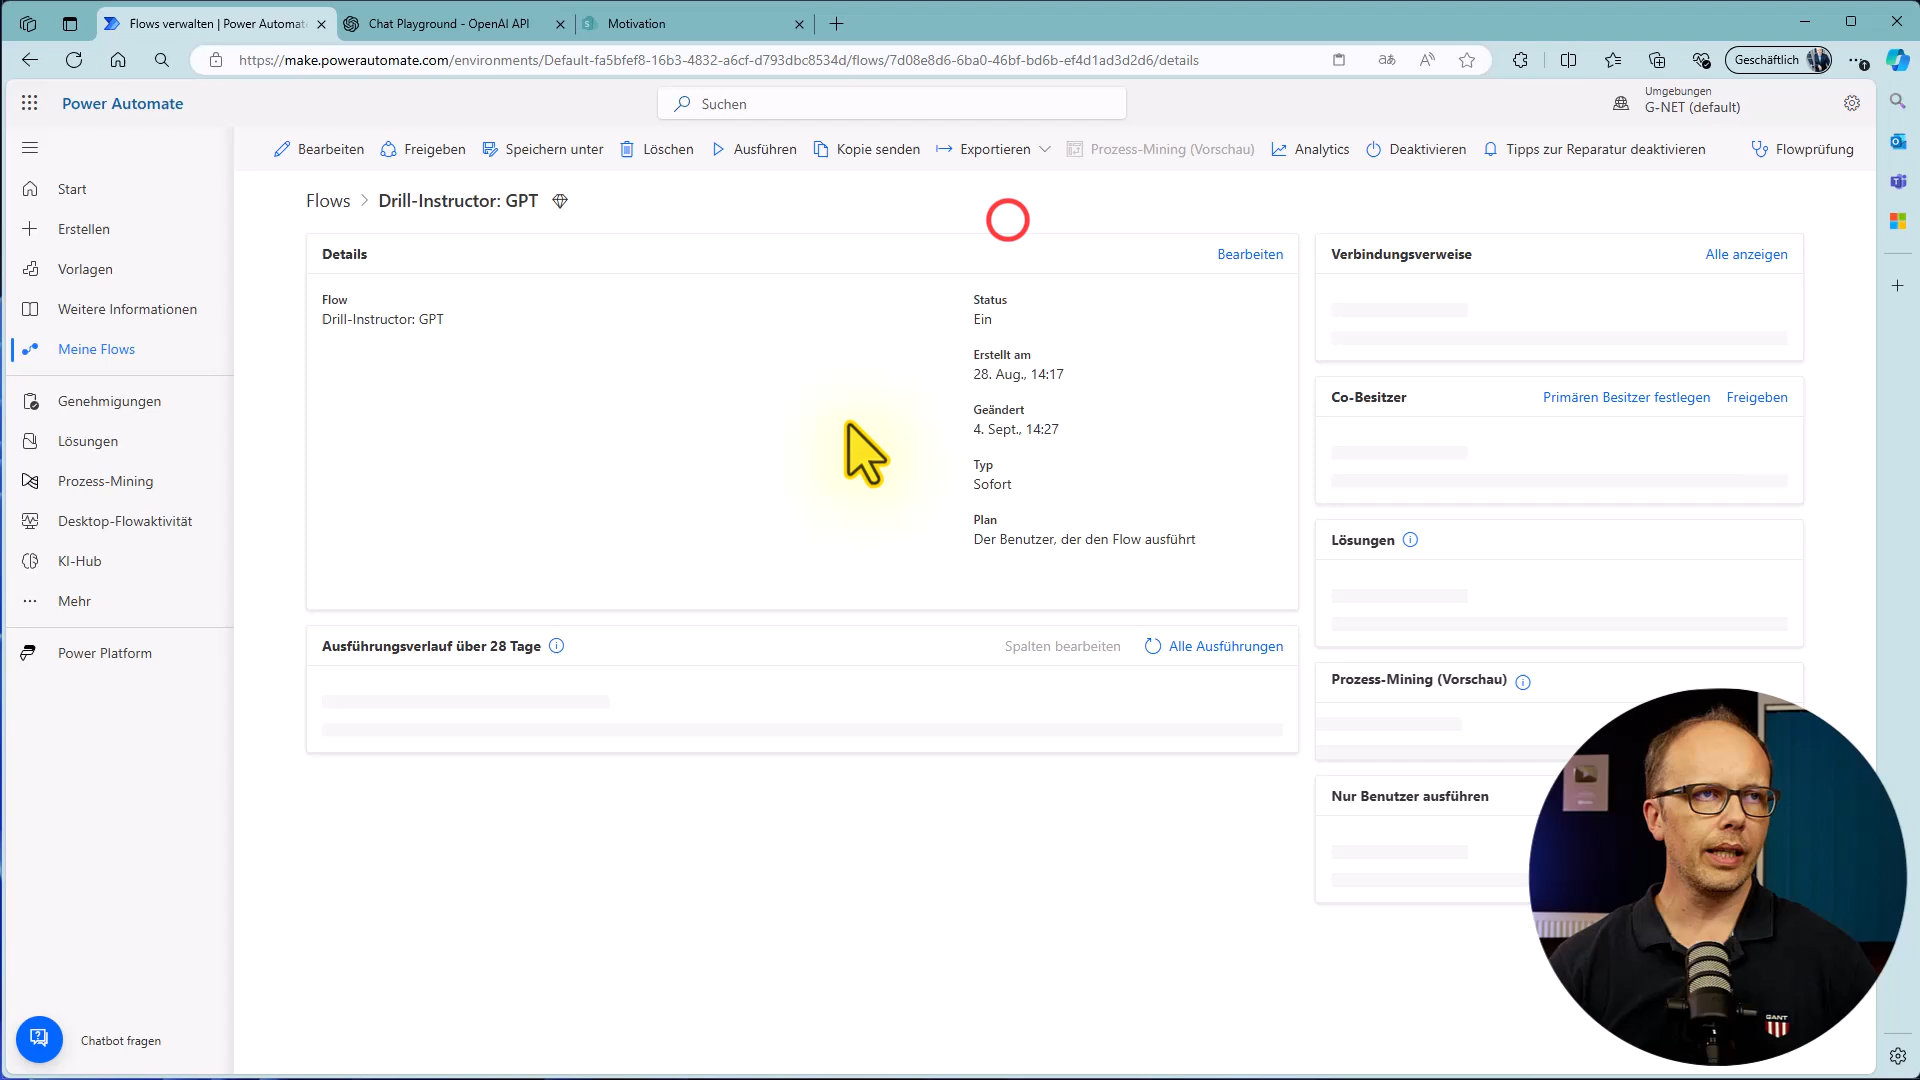 Flows verwalten | Power Automate
Chat Playground - OpenAI API
Motivation
https://make.powerautomate.com/environments/Default-fa5bfef8-16b3-4832-a6cf-d793dbc8534d/flows/7d08e8d6-6ba0-46bf-bd6b-ef4d1ad3d2d6/details
Geschäftlich
Power Automate
Suchen
Umgebungen
G-NET (default)
Bearbeiten
Freigeben
Speichern unter
Löschen
Ausführen
Kopie senden
Exportieren
Prozess-Mining (Vorschau)
Analytics
Deaktivieren
Tipps zur Reparatur deaktivieren
Flowprüfung
Start
Erstellen
Vorlagen
Weitere Informationen
Meine Flows
Genehmigungen
Lösungen
Prozess-Mining
Desktop-Flowaktivität
KI-Hub
Mehr
Power Platform
Chatbot fragen
Flows > Drill-Instructor: GPT
Details
Bearbeiten
Flow
Drill-Instructor: GPT
Status
Ein
Erstellt am
28. Aug., 14:17
Geändert
4. Sept., 14:27
Typ
Sofort
Plan
Der Benutzer, der den Flow ausführt
Ausführungsverlauf über 28 Tage
Spalten bearbeiten
Alle Ausführungen
Verbindungsverweise
Alle anzeigen
Co-Besitzer
Primären Besitzer festlegen
Freigeben
Lösungen
Prozess-Mining (Vorschau)
Nur Benutzer ausführen
GANT